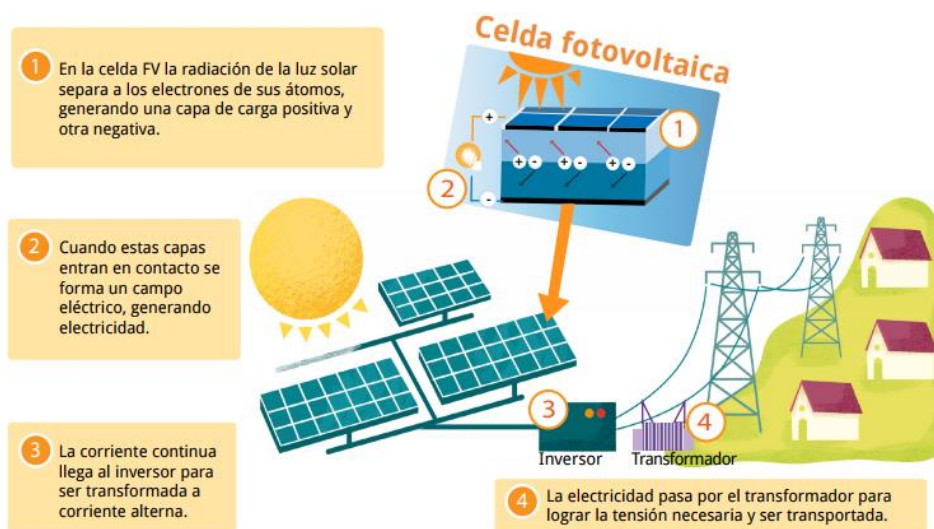 Celda fotovoltaica
1
En la celda FV la radiación de la luz solar
separa a los electrones de sus átomos,
generando una capa de carga positiva y
otra negativa.
+
-
+ -
+ -
+ -
1
2
2
Cuando estas capas
entran en contacto se
forma un campo
eléctrico, generando
electricidad.
3
La corriente continua
llega al inversor para
ser transformada a
corriente alterna.
3
Inversor
4
Transformador
4
La electricidad pasa por el transformador para
lograr la tensión necesaria y ser transportada.